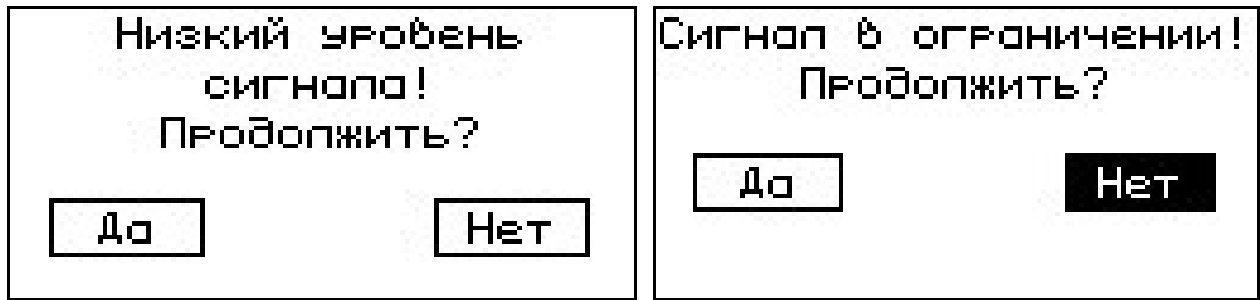 Низкий уровень
сигнала!
Продолжить?
Да Нет
Сигнал в ограничении!
Продолжить?
Да Нет